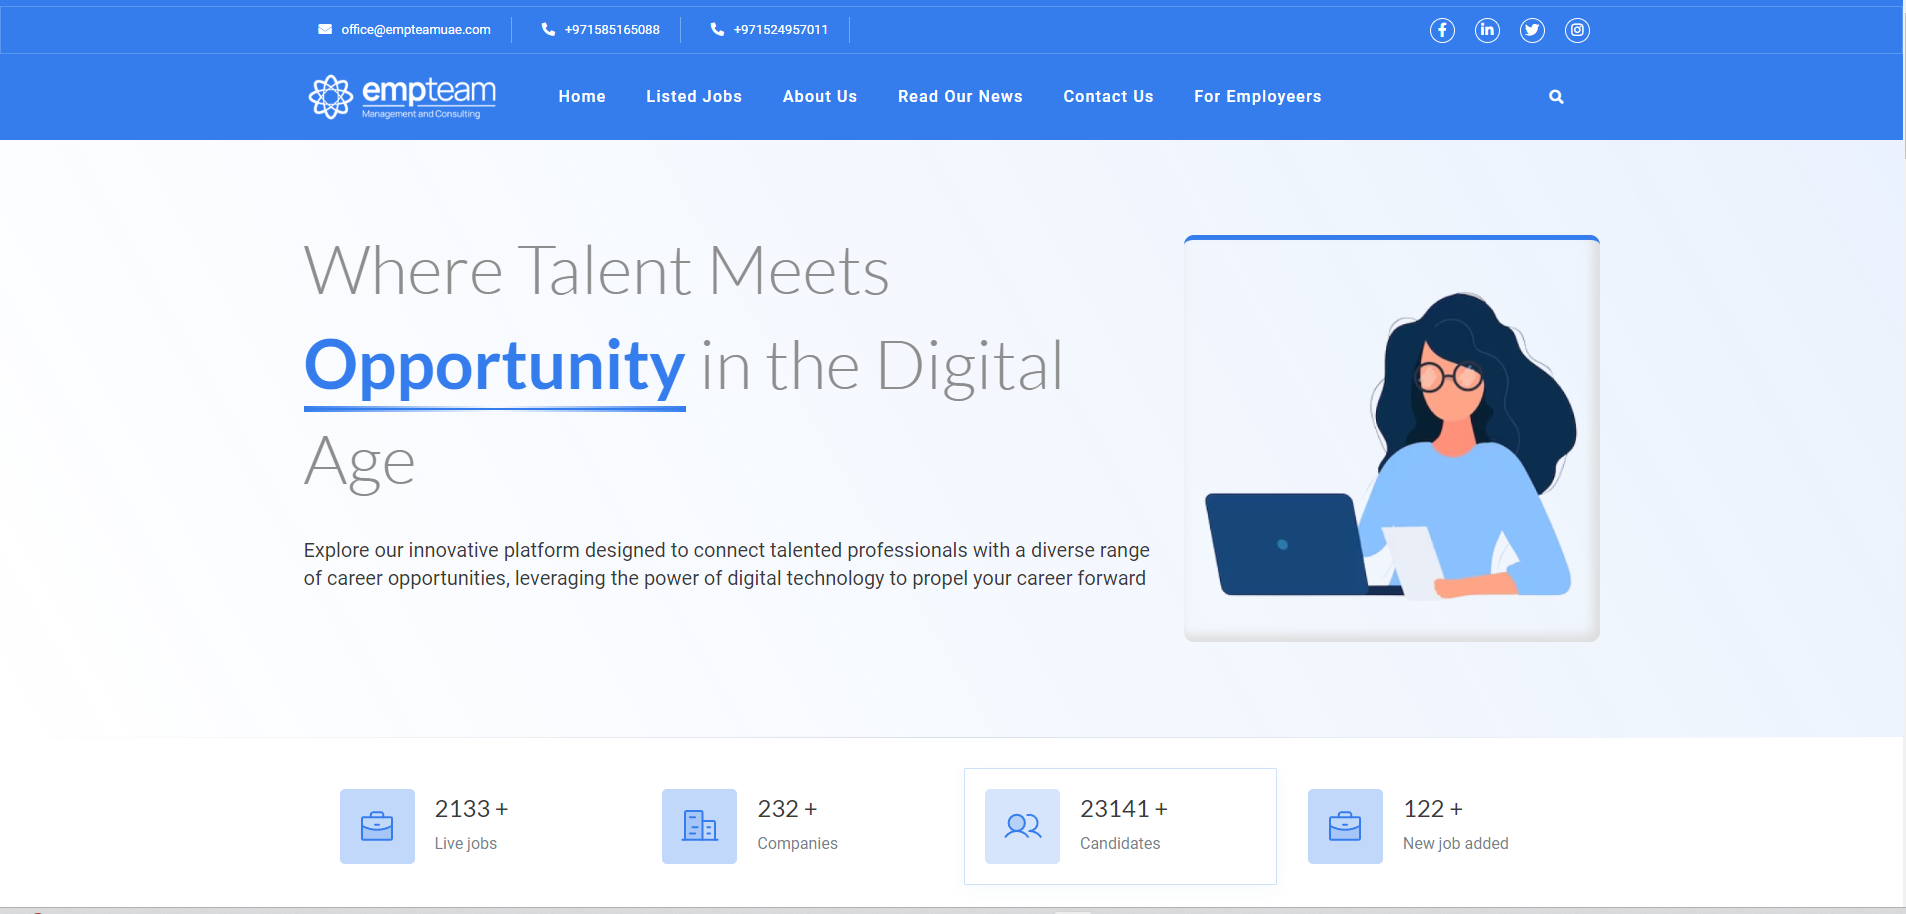 office@empteamuae.com
+971585165088
+971524957011
empteam
Management and Consulting
Home
Listed Jobs
About Us
Read Our News
Contact Us
For Employeers
Where Talent Meets
Opportunity in the Digital
Age
Explore our innovative platform designed to connect talented professionals with a diverse range
of career opportunities, leveraging the power of digital technology to propel your career forward
2133 +
Live jobs
232 +
Companies
23141 +
Candidates
122 +
New job added